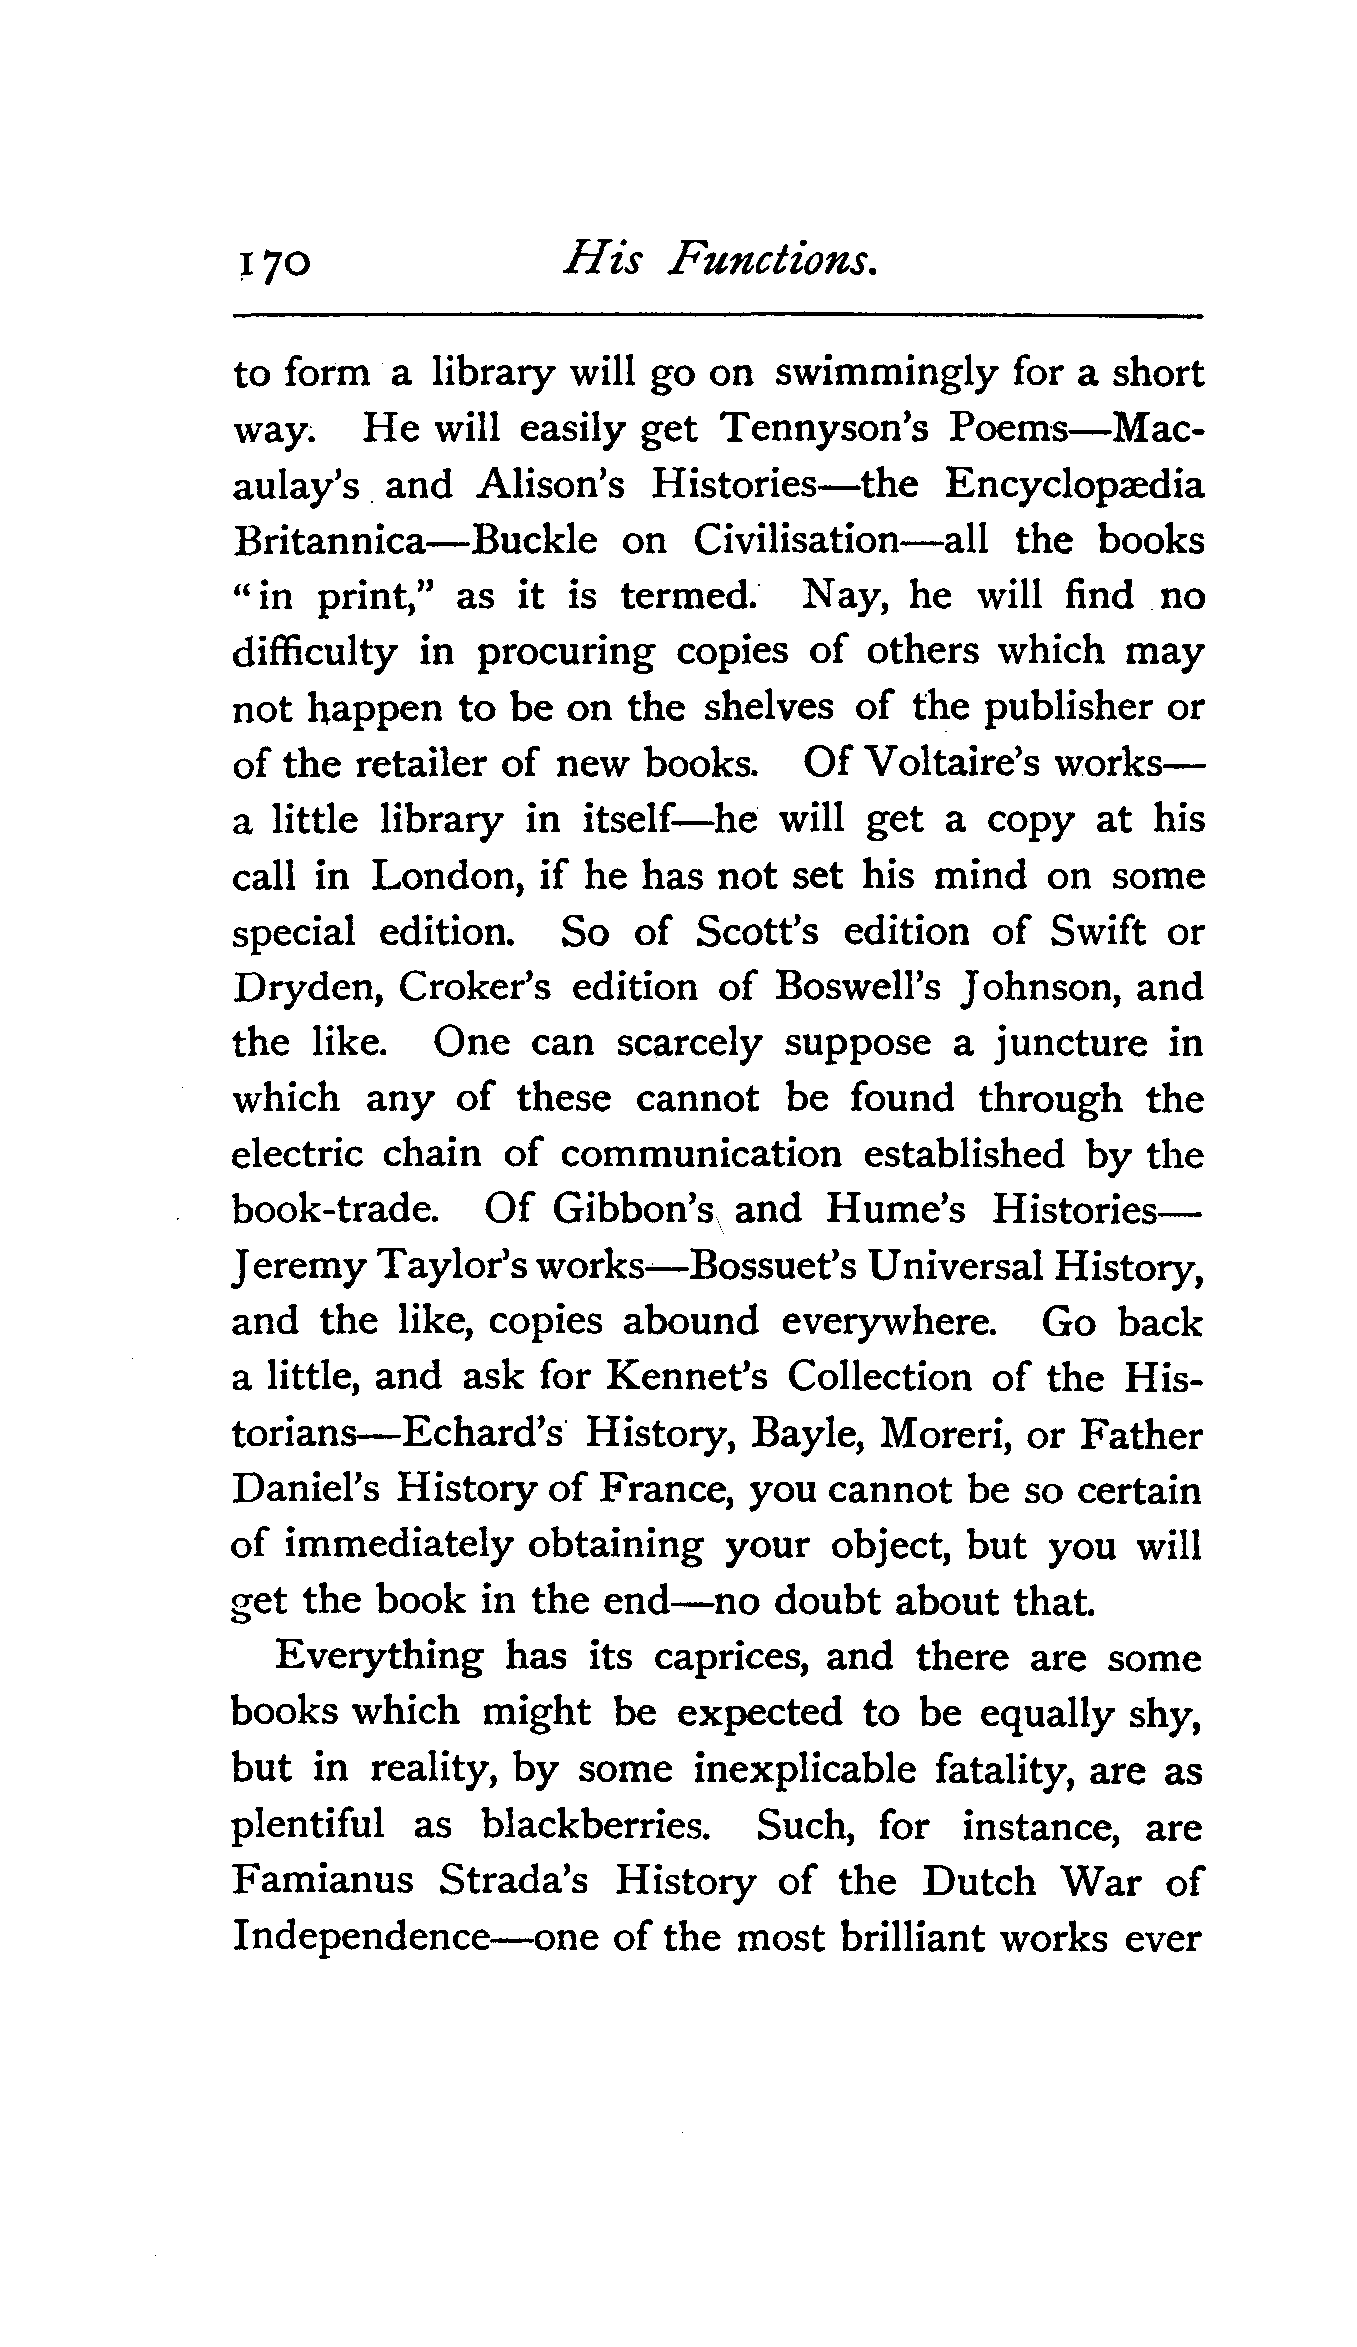 170 His Functions.
to form a library will go on swimmingly for a short
way. He will easily get Tennyson's Poems—Mac-
aulay's and Alison's Histories—the Encyclopædia
Britannica—Buckle on Civilisation—all the books
“in print,” as it is termed. Nay, he will find no
difficulty in procuring copies of others which may
not happen to be on the shelves of the publisher or
of the retailer of new books. Of Voltaire's works—
a little library in itself—he will get a copy at his
call in London, if he has not set his mind on some
special edition. So of Scott's edition of Swift or
Dryden, Croker's edition of Boswell's Johnson, and
the like. One can scarcely suppose a juncture in
which any of these cannot be found through the
electric chain of communication established by the
book-trade. Of Gibbon's and Hume's Histories—
Jeremy Taylor's works—Bossuet's Universal History,
and the like, copies abound everywhere. Go back
a little, and ask for Kennet's Collection of the His-
torians—Echard's History, Bayle, Moreri, or Father
Daniel's History of France, you cannot be so certain
of immediately obtaining your object, but you will
get the book in the end—no doubt about that.
Everything has its caprices, and there are some
books which might be expected to be equally shy,
but in reality, by some inexplicable fatality, are as
plentiful as blackberries. Such, for instance, are
Famianus Strada's History of the Dutch War of
Independence—one of the most brilliant works ever